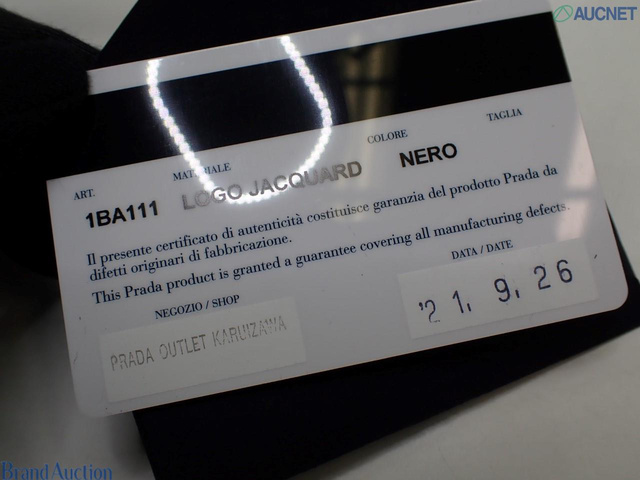 AUCNET
ART.
MATERIALE
COLORE
TAGLIA
1BA111
LOGO JACQUARD
NERO
Il presente certificato di autenticità costituisce garanzia del prodotto Prada da
difetti originari di fabbricazione.
This Prada product is granted a guarantee covering all manufacturing defects.
NEGOZIO / SHOP
DATA / DATE
PRADA OUTLET KARUIZAWA
'21. 9. 26
BrandAuction